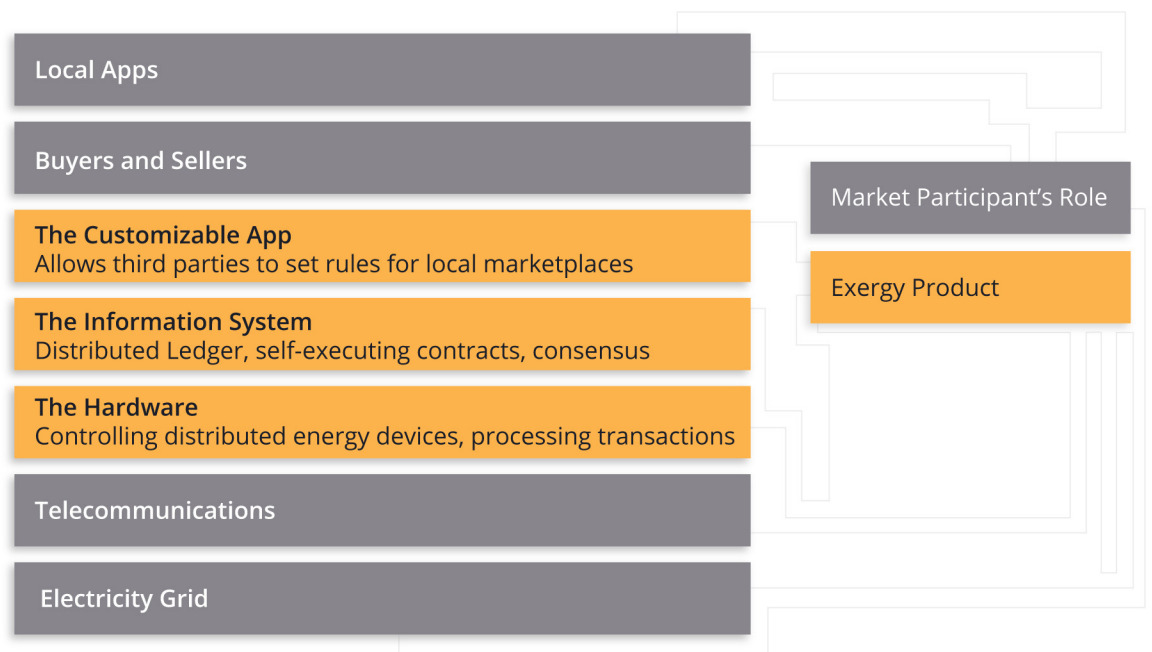 Local Apps
Buyers and Sellers
The Customizable App
Allows third parties to set rules for local marketplaces
The Information System
Distributed Ledger, self-executing contracts, consensus
The Hardware
Controlling distributed energy devices, processing transactions
Telecommunications
Electricity Grid
Market Participant’s Role
Exergy Product